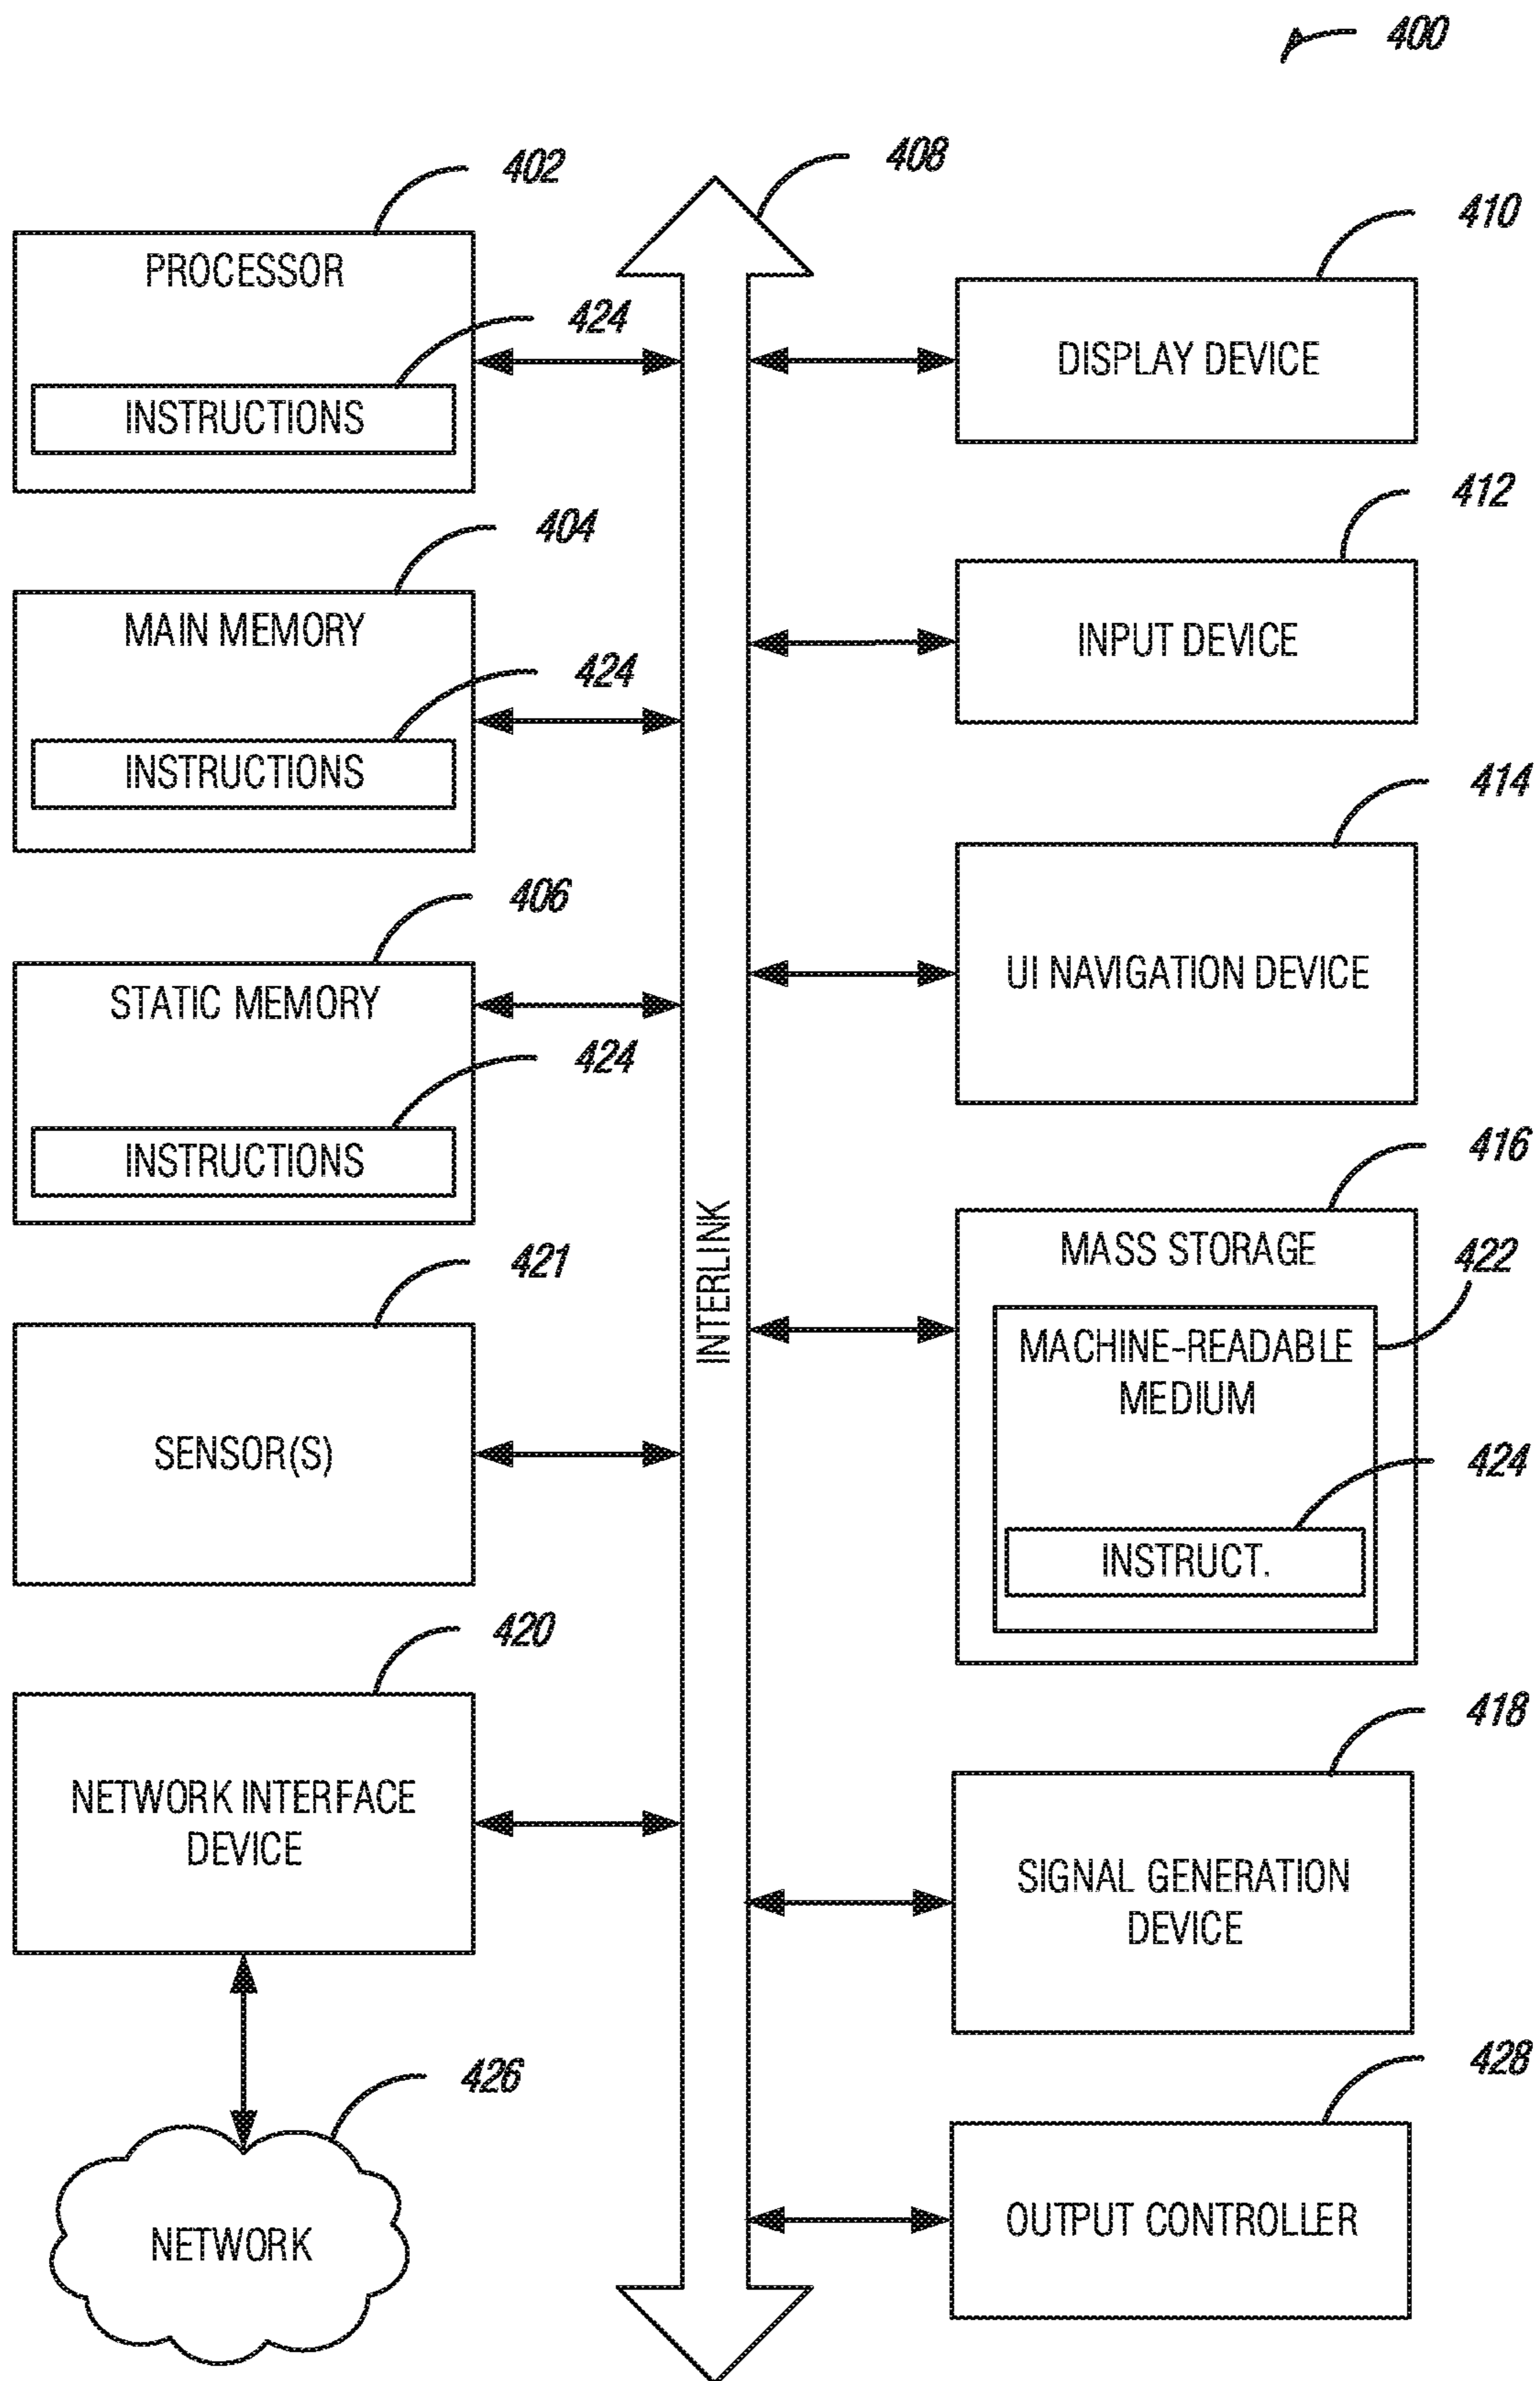 400
402
PROCESSOR
424
INSTRUCTIONS
404
MAIN MEMORY
424
INSTRUCTIONS
406
STATIC MEMORY
424
INSTRUCTIONS
421
SENSOR(S)
420
NETWORK INTERFACE
DEVICE
426
NETWORK
408
INTERLINK
410
DISPLAY DEVICE
412
INPUT DEVICE
414
UI NAVIGATION DEVICE
416
MASS STORAGE
422
MACHINE-READABLE
MEDIUM
424
INSTRUCT.
418
SIGNAL GENERATION
DEVICE
428
OUTPUT CONTROLLER